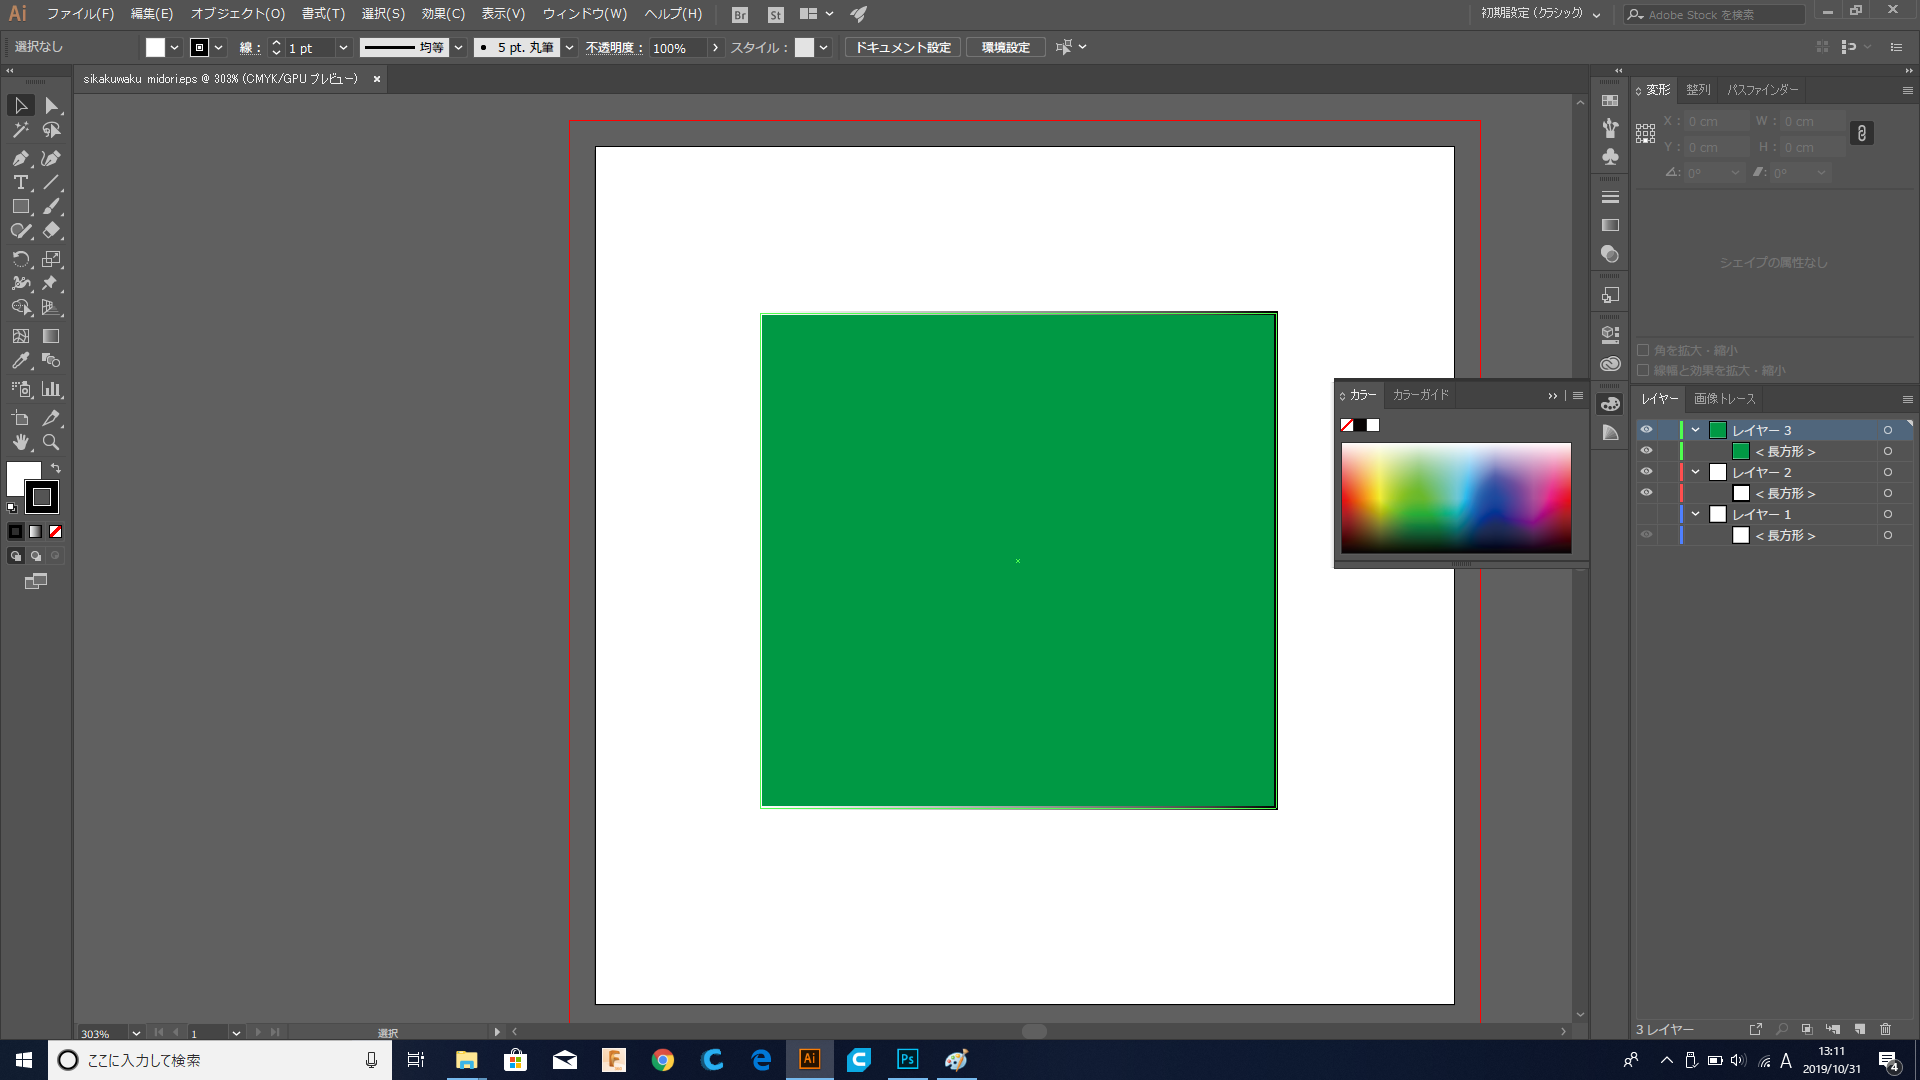 Ai ファイル(F) 編集(E) オブジェクト(O) 書式(T) 選択(S) 効果(C) 表示(V) ウィンドウ(W) ヘルプ(H) Br St 初期設定 (クラシック) Adobe Stock を検索
選択なし 線： 1 pt 均等 5 pt. 丸筆 不透明度： 100% スタイル： ドキュメント設定 環境設定
sikakuwaku midori.eps @ 303% (CMYK/GPU プレビュー)
変形 整列 パスファインダー
X： 0 cm W： 0 cm
Y： 0 cm H： 0 cm
0° 0°
シェイプの属性なし
角を拡大・縮小
線幅と効果を拡大・縮小
カラー カラーガイド
レイヤー 画像トレース
レイヤー 3
< 長方形 >
レイヤー 2
< 長方形 >
レイヤー 1
< 長方形 >
303% 1 選択
3 レイヤー
ここに入力して検索
Ai Ps
A 13:11
2019/10/31
4